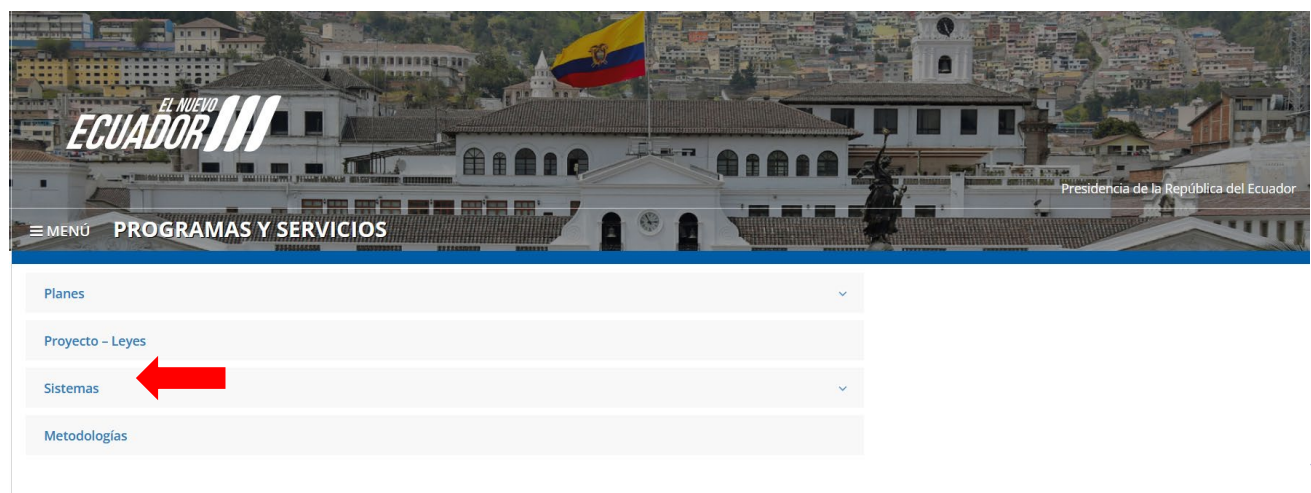 EL NUEVO
ECUADOR
Presidencia de la República del Ecuador
MENÚ PROGRAMAS Y SERVICIOS
Planes
Proyecto – Leyes
Sistemas
Metodologías